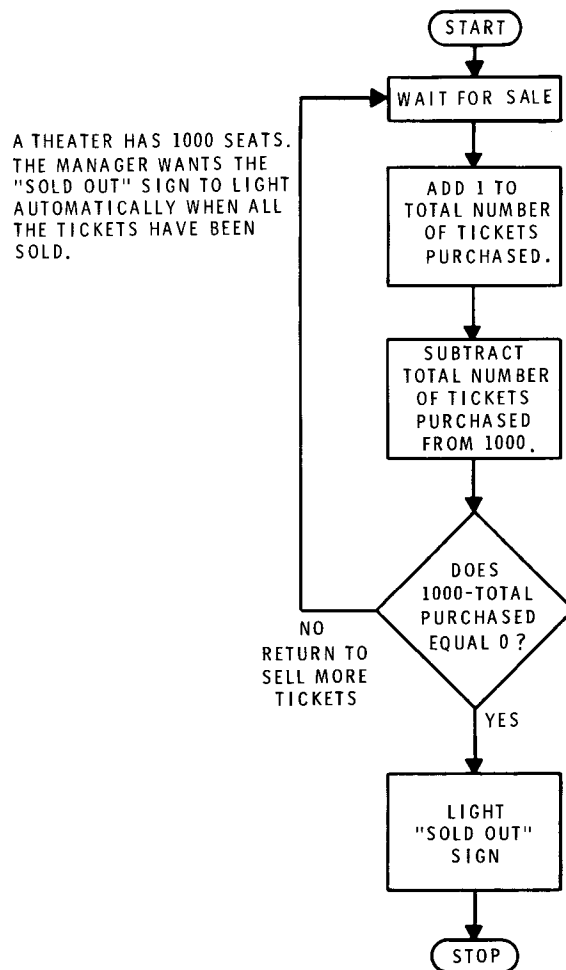 START
WAIT FOR SALE
A THEATER HAS 1000 SEATS.
THE MANAGER WANTS THE
"SOLD OUT" SIGN TO LIGHT
AUTOMATICALLY WHEN ALL
THE TICKETS HAVE BEEN
SOLD.
ADD 1 TO
TOTAL NUMBER
OF TICKETS
PURCHASED.
SUBTRACT
TOTAL NUMBER
OF TICKETS
PURCHASED
FROM 1000.
DOES
1000-TOTAL
PURCHASED
EQUAL 0?
NO
RETURN TO
SELL MORE
TICKETS
YES
LIGHT
"SOLD OUT"
SIGN
STOP